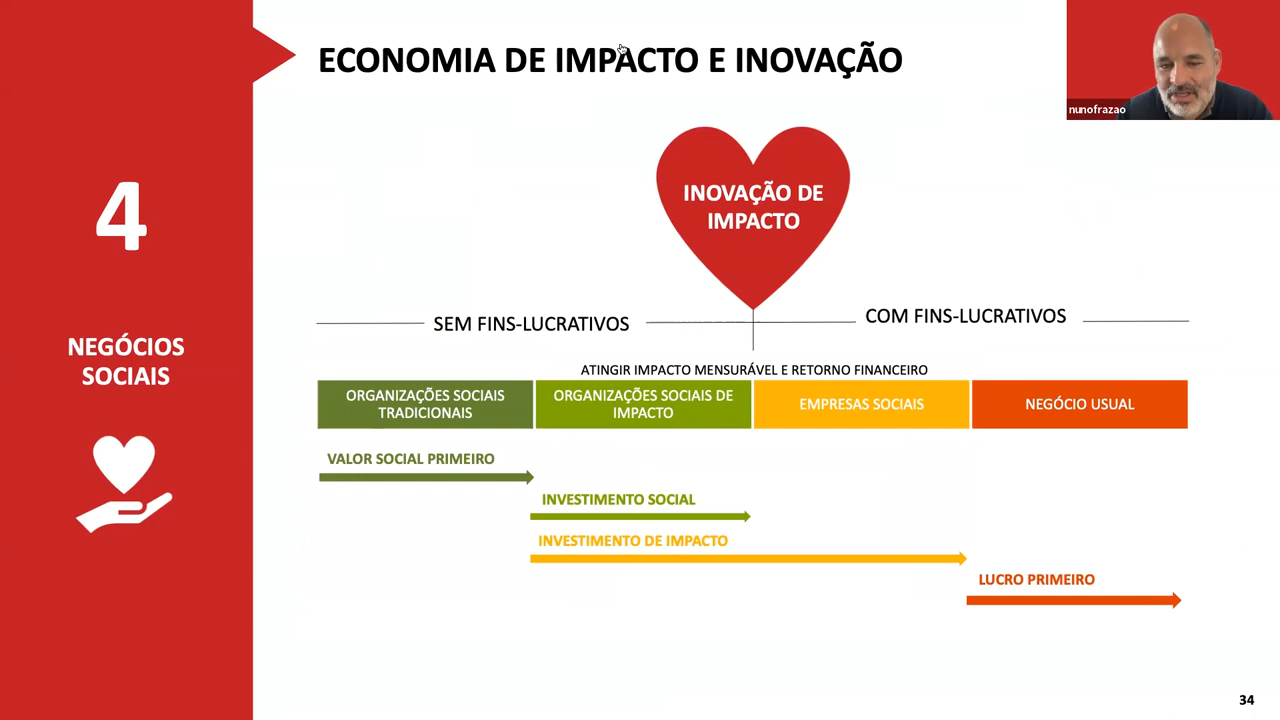 ECONOMIA DE IMPACTO E INOVAÇÃO
nunofrazao
4
NEGÓCIOS
SOCIAIS
INOVAÇÃO DE
IMPACTO
SEM FINS-LUCRATIVOS
COM FINS-LUCRATIVOS
ATINGIR IMPACTO MENSURÁVEL E RETORNO FINANCEIRO
ORGANIZAÇÕES SOCIAIS
TRADICIONAIS
ORGANIZAÇÕES SOCIAIS DE
IMPACTO
EMPRESAS SOCIAIS
NEGÓCIO USUAL
VALOR SOCIAL PRIMEIRO
INVESTIMENTO SOCIAL
INVESTIMENTO DE IMPACTO
LUCRO PRIMEIRO
34